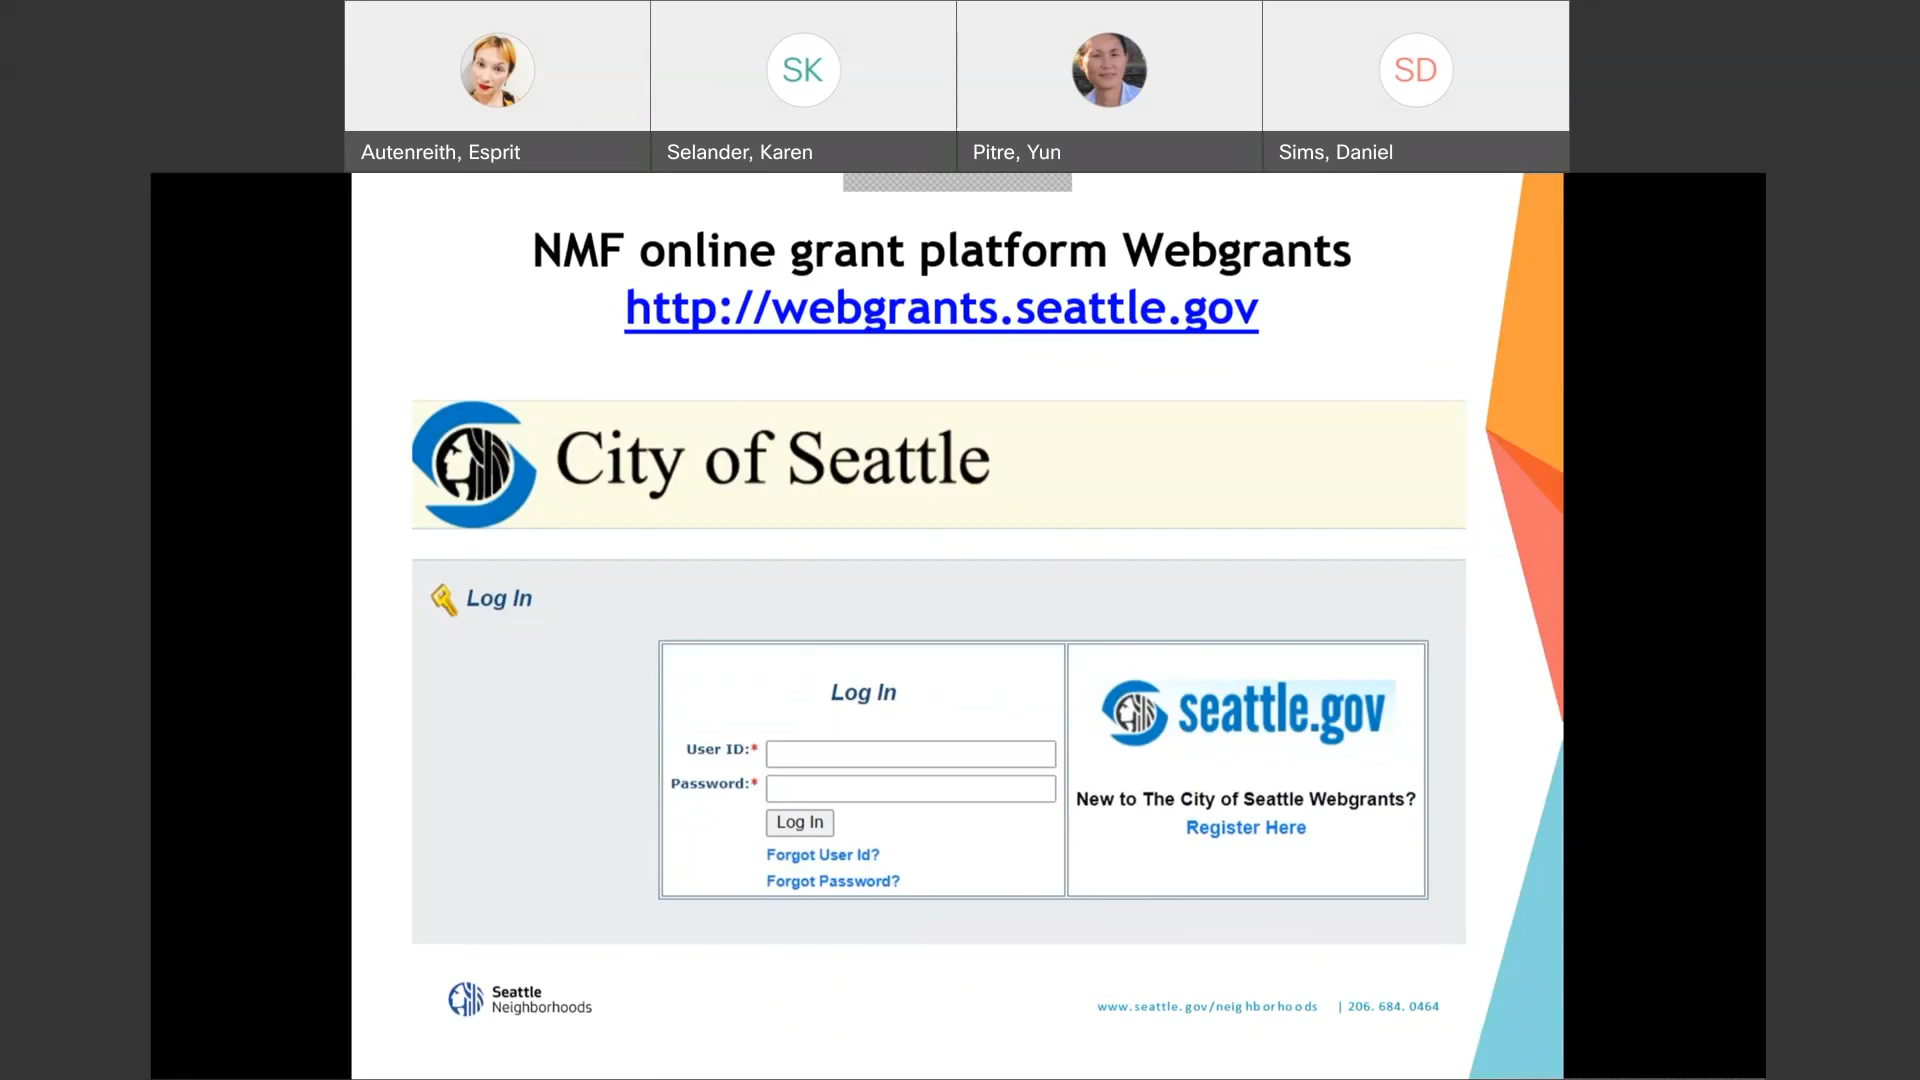 SK
SD
Autenreith, Esprit
Selander, Karen
Pitre, Yun
Sims, Daniel
NMF online grant platform Webgrants
http://webgrants.seattle.gov
City of Seattle
Log In
Log In
seattle.gov
User ID:*
Password:*
New to The City of Seattle Webgrants?
Register Here
Log In
Forgot User Id?
Forgot Password?
Seattle
Neighborhoods
www.seattle.gov/neighborhoods | 206. 684. 0464